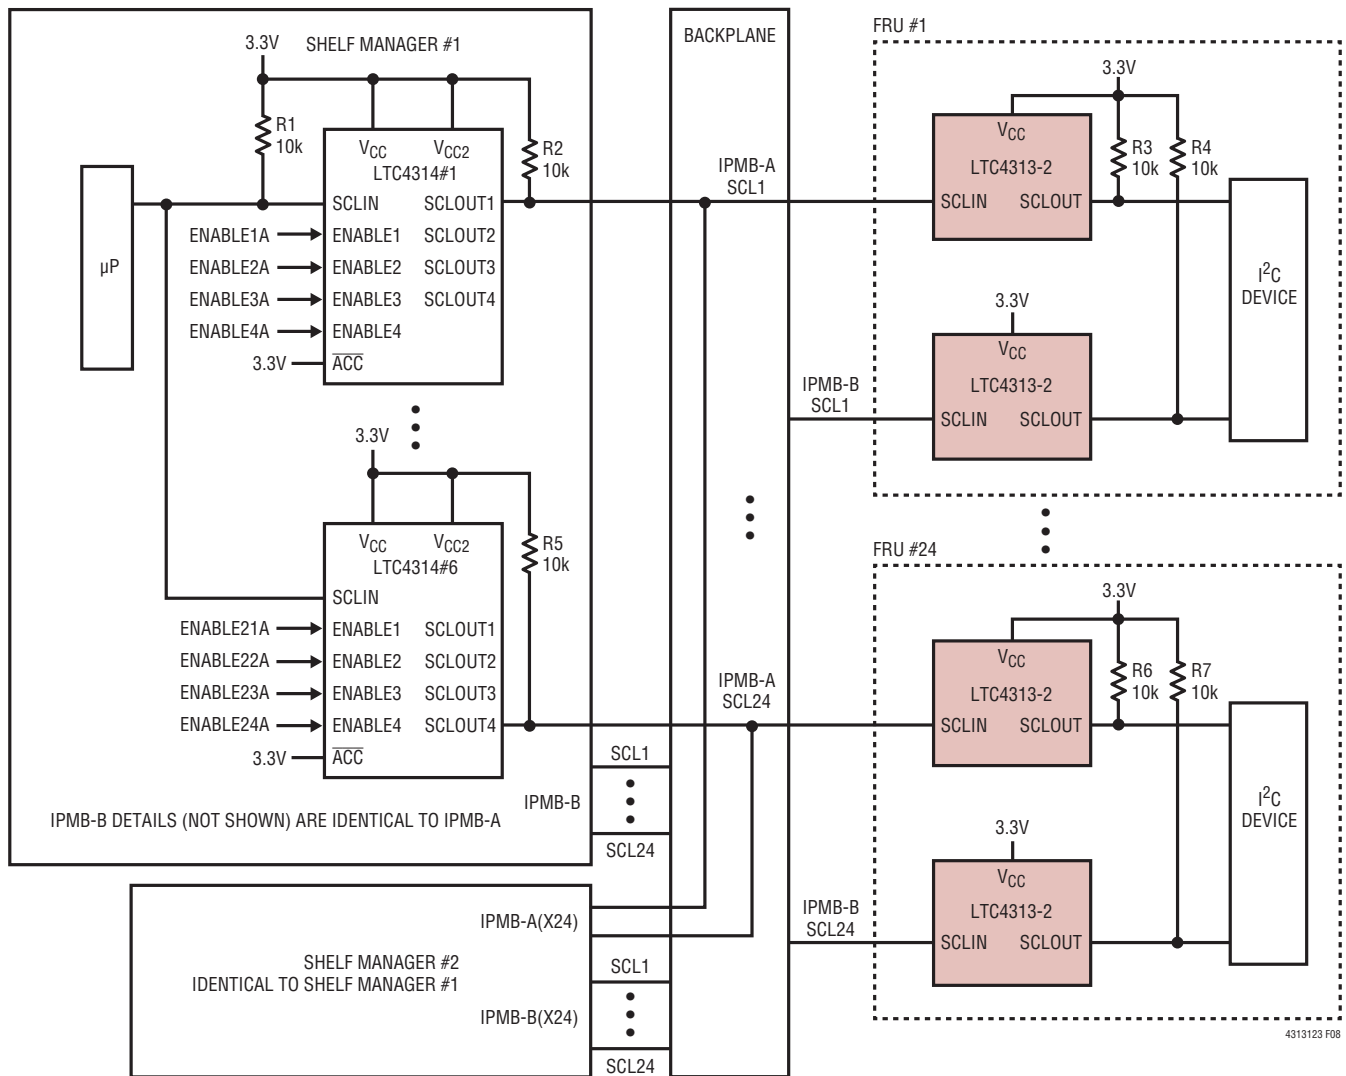 SHELF MANAGER #1
3.3V
R1
10k
VCC
VCC2
LTC4314#1
R2
10k
µP
SCLIN
SCLOUT1
ENABLE1A
ENABLE1
SCLOUT2
ENABLE2A
ENABLE2
SCLOUT3
ENABLE3A
ENABLE3
SCLOUT4
ENABLE4A
ENABLE4
3.3V
ACC
3.3V
VCC
VCC2
LTC4314#6
R5
10k
SCLIN
ENABLE21A
ENABLE1
SCLOUT1
ENABLE22A
ENABLE2
SCLOUT2
ENABLE23A
ENABLE3
SCLOUT3
ENABLE24A
ENABLE4
SCLOUT4
3.3V
ACC
IPMB-B
IPMB-B DETAILS (NOT SHOWN) ARE IDENTICAL TO IPMB-A
SCL1
SCL24
IPMB-A(X24)
SHELF MANAGER #2
IDENTICAL TO SHELF MANAGER #1
IPMB-B(X24)
SCL1
SCL24
BACKPLANE
IPMB-A
SCL1
IPMB-B
SCL1
IPMB-A
SCL24
IPMB-B
SCL24
FRU #1
3.3V
VCC
LTC4313-2
SCLIN
SCLOUT
R3
10k
R4
10k
3.3V
VCC
LTC4313-2
SCLIN
SCLOUT
I2C
DEVICE
FRU #24
3.3V
VCC
LTC4313-2
SCLIN
SCLOUT
R6
10k
R7
10k
3.3V
VCC
LTC4313-2
SCLIN
SCLOUT
I2C
DEVICE
4313123 F08